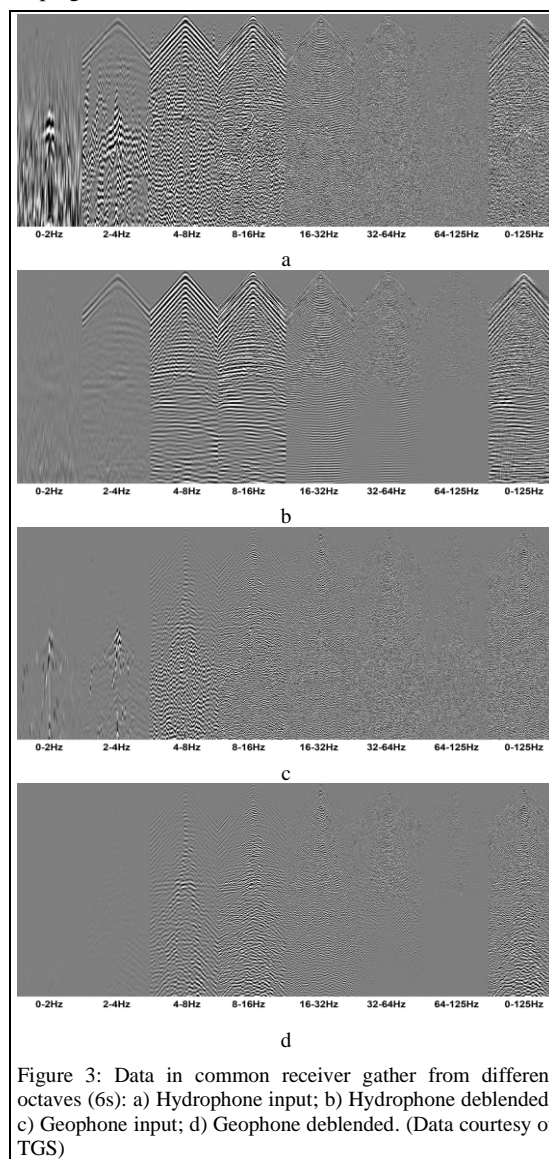 0-2Hz 2-4Hz 4-8Hz 8-16Hz 16-32Hz 32-64Hz 64-125Hz 0-125Hz
a
0-2Hz 2-4Hz 4-8Hz 8-16Hz 16-32Hz 32-64Hz 64-125Hz 0-125Hz
b
0-2Hz 2-4Hz 4-8Hz 8-16Hz 16-32Hz 32-64Hz 64-125Hz 0-125Hz
c
0-2Hz 2-4Hz 4-8Hz 8-16Hz 16-32Hz 32-64Hz 64-125Hz 0-125Hz
d
Figure 3: Data in common receiver gather from differen
octaves (6s): a) Hydrophone input; b) Hydrophone deblended
c) Geophone input; d) Geophone deblended. (Data courtesy o
TGS)